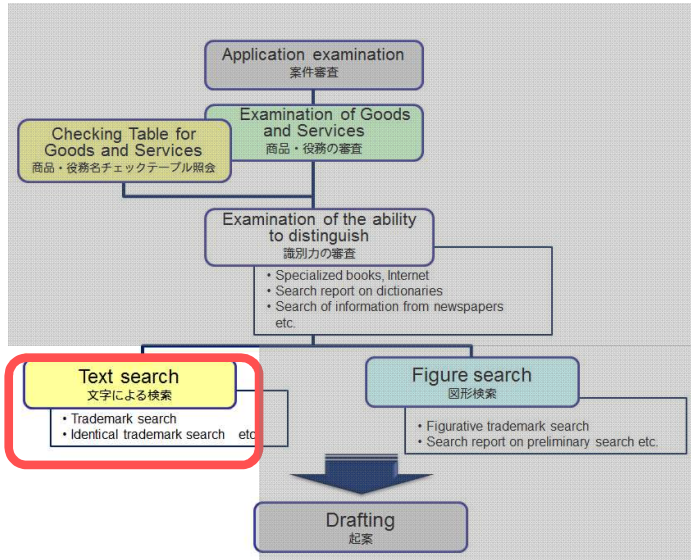 Application examination
案件審査
Examination of Goods
and Services
商品・役務の審査
Checking Table for
Goods and Services
商品・役務名チェックテーブル照会
Examination of the ability
to distinguish
識別力の審査
• Specialized books, Internet
• Search report on dictionaries
• Search of information from newspapers
etc.
Text search
文字による検索
• Trademark search
• Identical trademark search etc
Figure search
図形検索
• Figurative trademark search
• Search report on preliminary search etc.
Drafting
起案